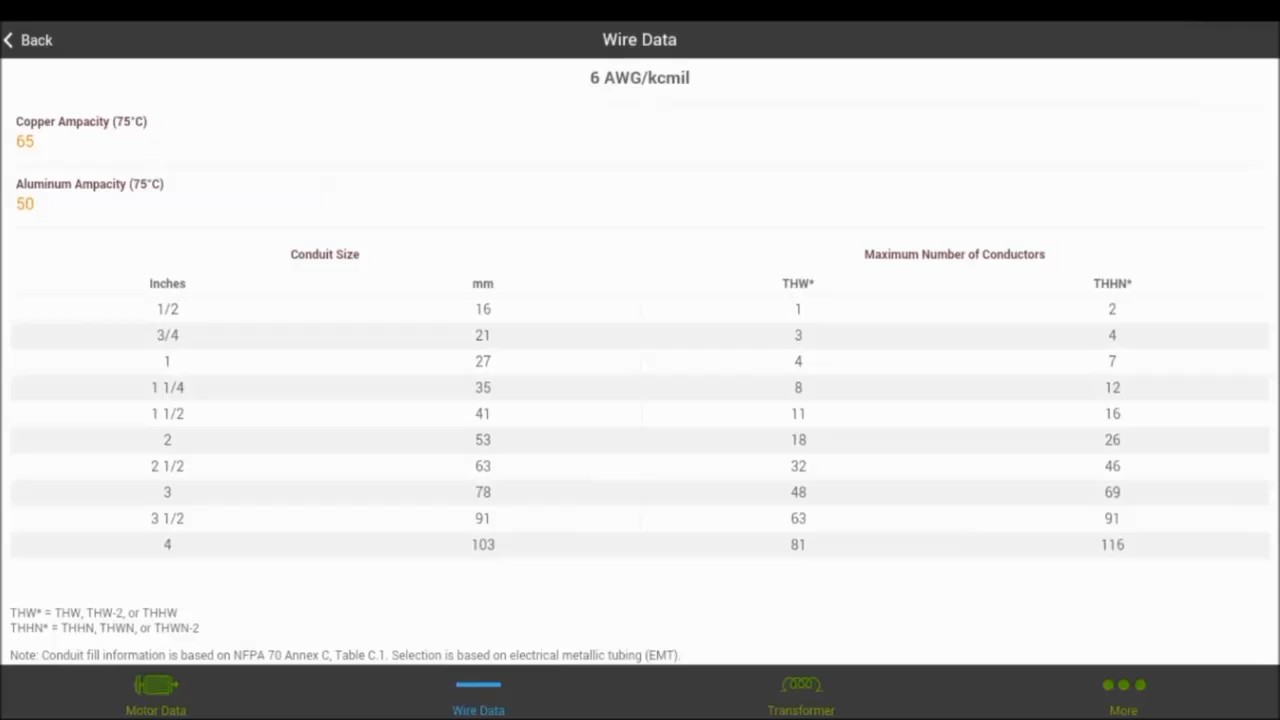 Back
Wire Data
6 AWG/kcmil
Copper Ampacity (75°C)
65
Aluminum Ampacity (75°C)
50
Conduit Size Maximum Number of Conductors
Inches mm THW* THHN*
1/2 16 1 2
3/4 21 3 4
1 27 4 7
1 1/4 35 8 12
1 1/2 41 11 16
2 53 18 26
2 1/2 63 32 46
3 78 48 69
3 1/2 91 63 91
4 103 81 116
THW* = THW, THW-2, or THHW
THHN* = THHN, THWN, or THWN-2
Note: Conduit fill information is based on NFPA 70 Annex C, Table C.1. Selection is based on electrical metallic tubing (EMT).
Motor Data Wire Data Transformer More